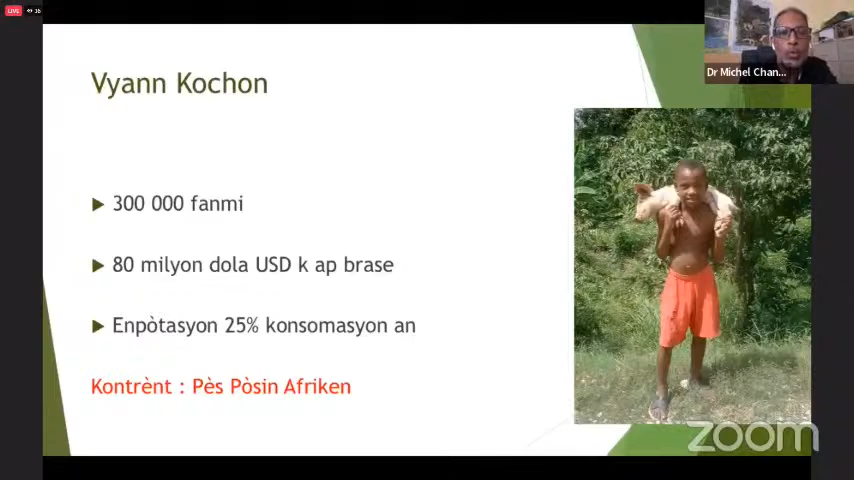 LIVE 36
Dr Michel Chan...
Vyann Kochon
300 000 fanmi
80 milyon dola USD k ap brase
Enpòtasyon 25% konsomasyon an
Kontrènt : Pès Pòsin Afriken
zoom